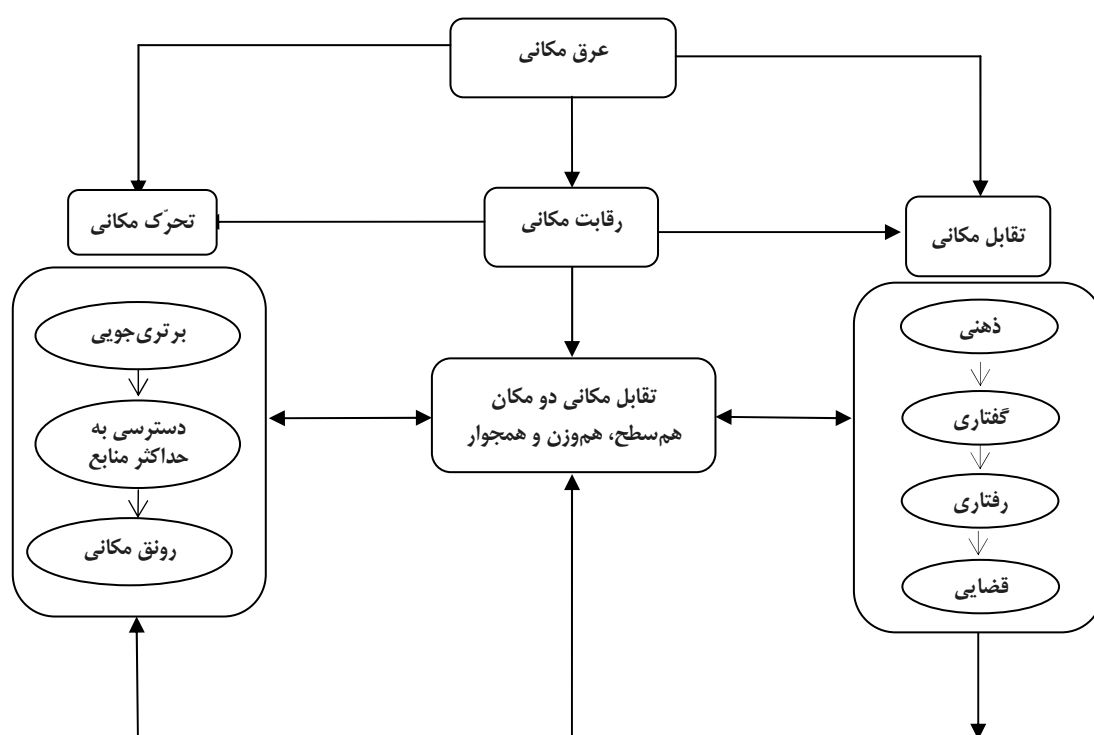 عرق مکانی
تقابل مکانی
رقابت مکانی
تحرّک مکانی
ذهنی
گفتاری
رفتاری
قضایی
تقابل مکانی دو مکان
هم‌سطح، هم‌وزن و همجوار
برتری‌جویی
دسترسی به
حداکثر منابع
رونق مکانی